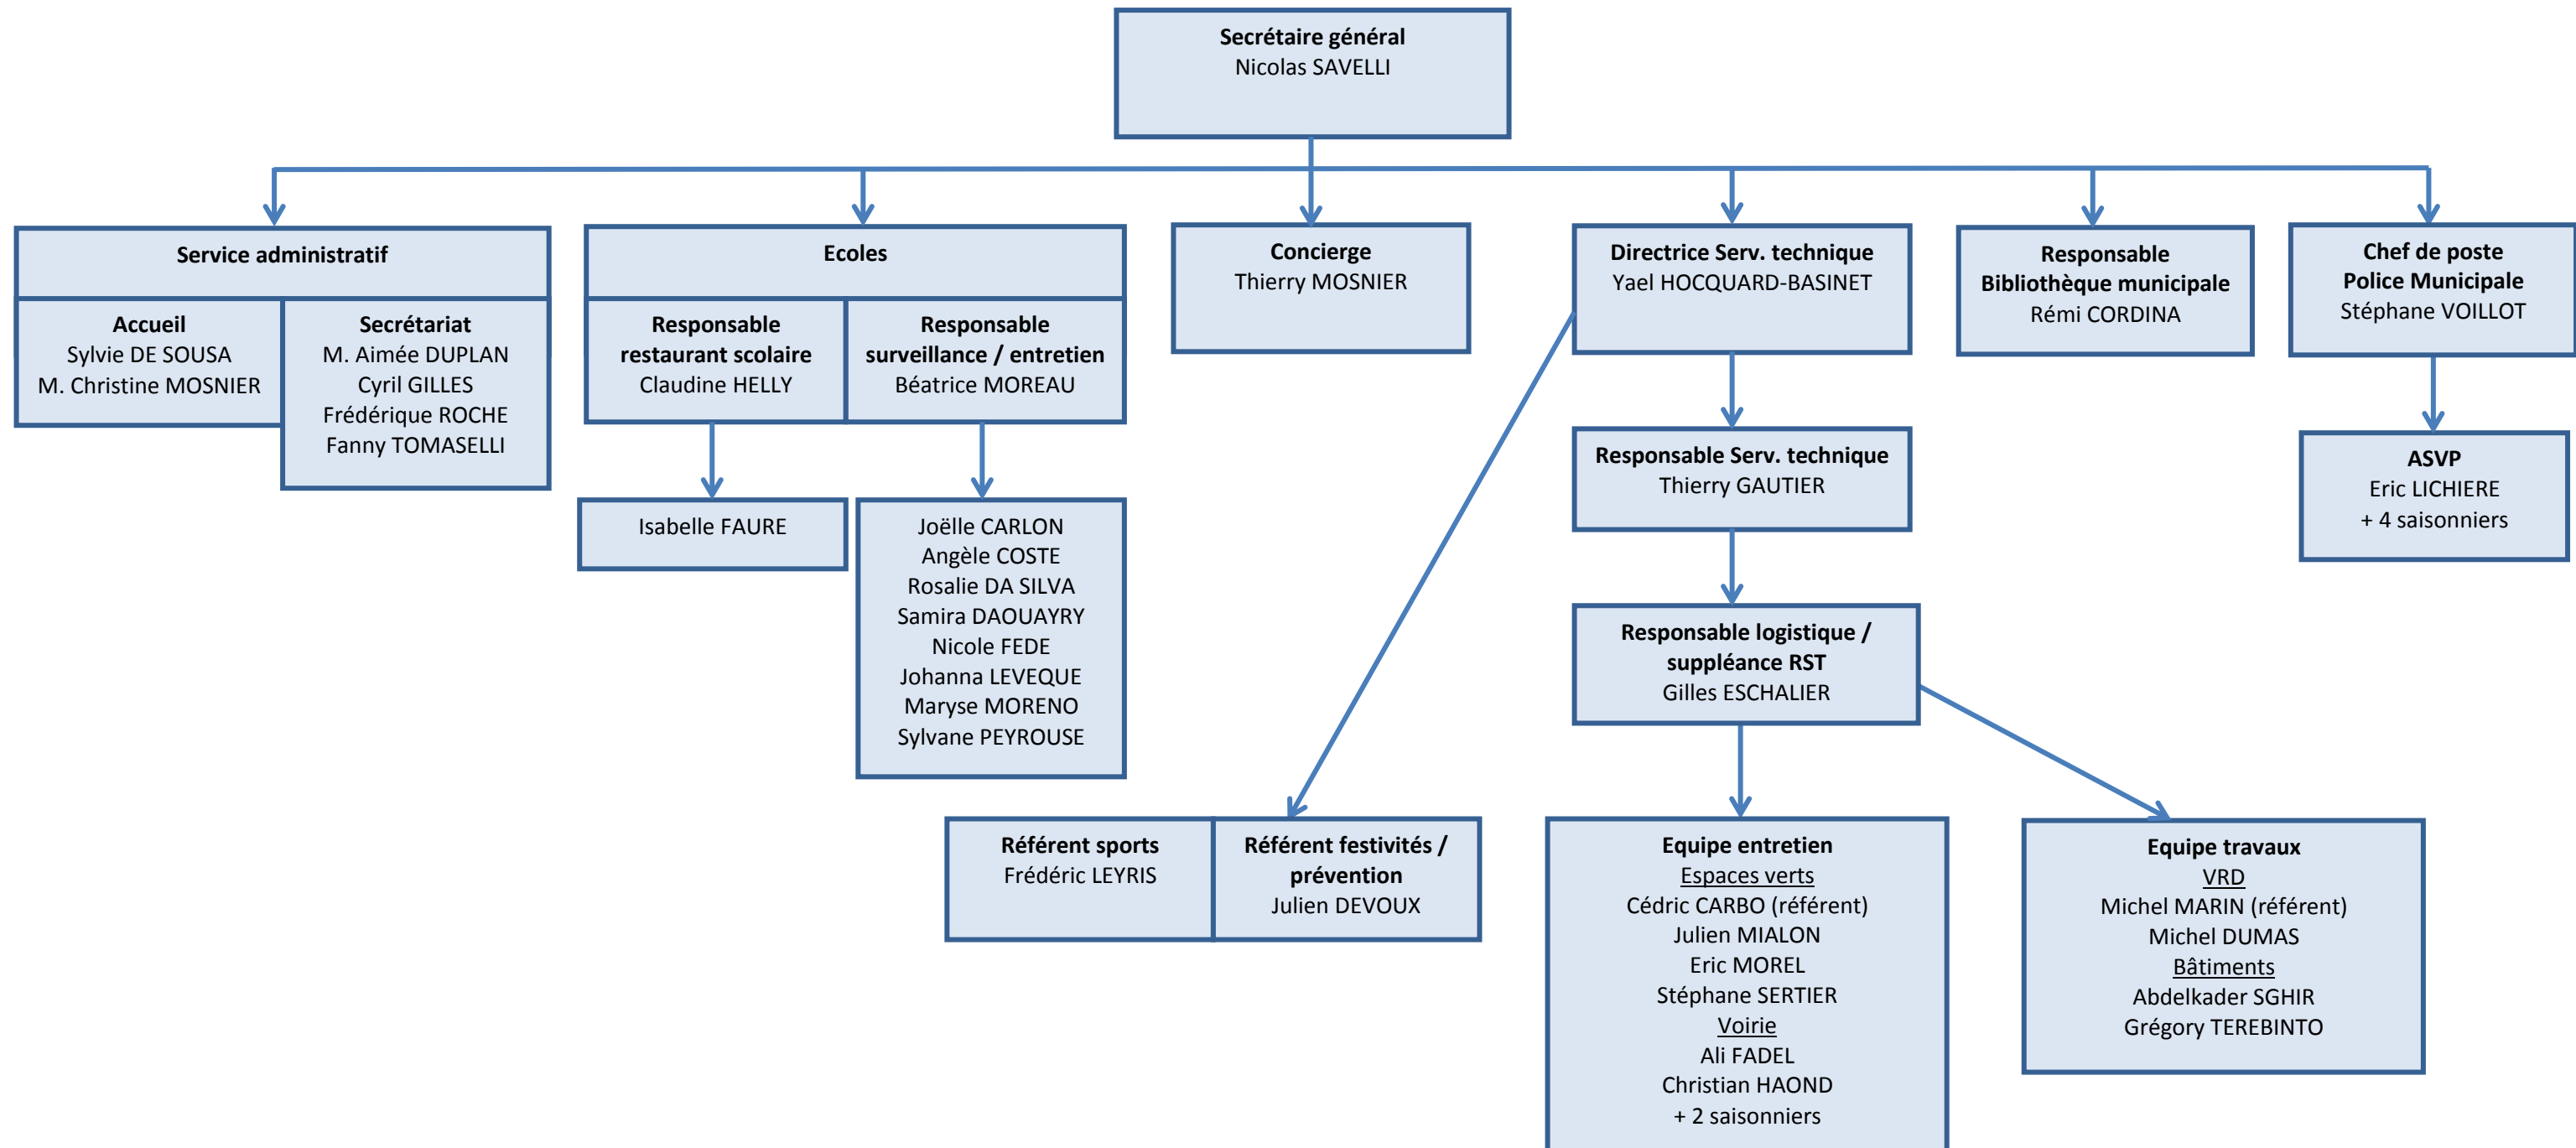 Secrétaire général
Nicolas SAVELLI
Service administratif
Accueil
Sylvie DE SOUSA
M. Christine MOSNIER
Secrétariat
M. Aimée DUPLAN
Cyril GILLES
Frédérique ROCHE
Fanny TOMASELLI
Ecoles
Responsable
restaurant scolaire
Claudine HELLY
Responsable
surveillance / entretien
Béatrice MOREAU
Isabelle FAURE
Joëlle CARLON
Angèle COSTE
Rosalie DA SILVA
Samira DAOUAYRY
Nicole FEDE
Johanna LEVEQUE
Maryse MORENO
Sylvane PEYROUSE
Concierge
Thierry MOSNIER
Directrice Serv. technique
Yael HOCQUARD-BASINET
Responsable Serv. technique
Thierry GAUTIER
Responsable logistique /
suppléance RST
Gilles ESCHALIER
Responsable
Bibliothèque municipale
Rémi CORDINA
Chef de poste
Police Municipale
Stéphane VOILLOT
ASVP
Eric LICHIERE
+ 4 saisonniers
Référent sports
Frédéric LEYRIS
Référent festivités /
prévention
Julien DEVOUX
Equipe entretien
Espaces verts
Cédric CARBO (référent)
Julien MIALON
Eric MOREL
Stéphane SERTIER
Voirie
Ali FADEL
Christian HAOND
+ 2 saisonniers
Equipe travaux
VRD
Michel MARIN (référent)
Michel DUMAS
Bâtiments
Abdelkader SGHIR
Grégory TEREBINTO